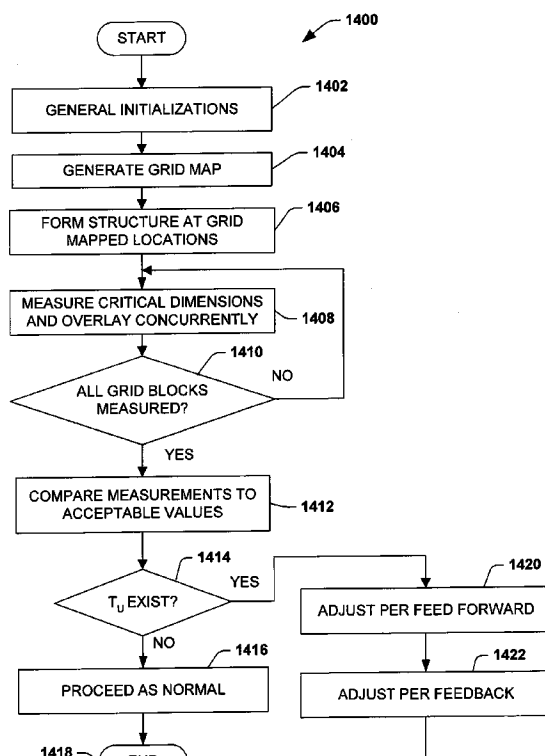 1400
START
1402
GENERAL INITIALIZATIONS
1404
GENERATE GRID MAP
1406
FORM STRUCTURE AT GRID
MAPPED LOCATIONS
MEASURE CRITICAL DIMENSIONS
AND OVERLAY CONCURRENTLY
1408
1410
ALL GRID BLOCKS
MEASURED?
NO
YES
COMPARE MEASUREMENTS TO
ACCEPTABLE VALUES
1412
1414
TU EXIST?
YES
NO
1420
ADJUST PER FEED FORWARD
1416
PROCEED AS NORMAL
1422
ADJUST PER FEEDBACK
1418
END